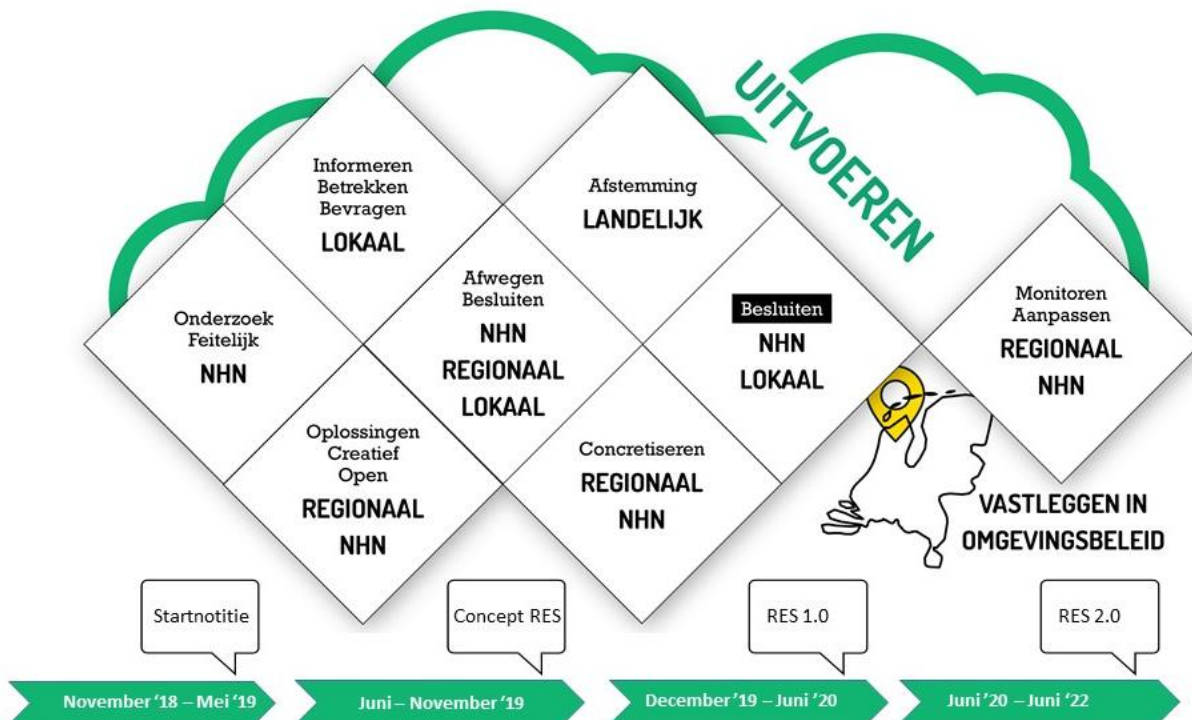 UITVOEREN
Informeren
Betrekken
Bevragen
LOKAAL
Afstemming
LANDELIJK
Onderzoek
Feitelijk
NHN
Afwegen
Besluiten
NHN
REGIONAAL
LOKAAL
Besluiten
NHN
LOKAAL
Monitoren
Aanpassen
REGIONAAL
NHN
Oplossingen
Creatief
Open
REGIONAAL
NHN
Concretiseren
REGIONAAL
NHN
VASTLEGGEN IN
OMGEVINGSBELEID
Startnotitie
Concept RES
RES 1.0
RES 2.0
November ‘18 – Mei ‘19
Juni – November ‘19
December ‘19 – Juni ‘20
Juni ‘20 – Juni ‘22